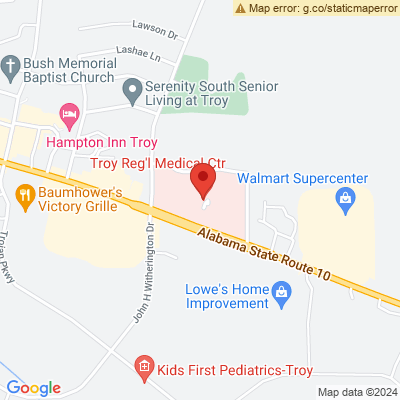 Map error: g.co/staticmaperror
Lawson Dr
Lashae Ln
Bush Memorial
Baptist Church
Serenity South Senior
Living at Troy
Hampton Inn Troy
Troy Reg'l Medical Ctr
Walmart Supercenter
Baumhower's
Victory Grille
Alabama State Route 10
Trojan Pkwy
John H Witherington Dr
Lowe's Home
Improvement
Kids First Pediatrics-Troy
Google
Map data ©2024